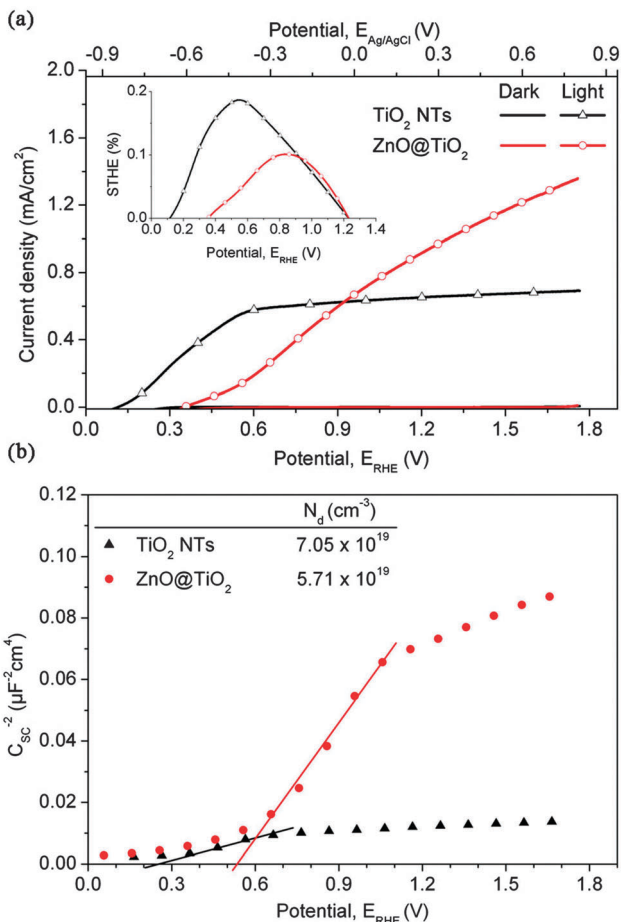 (a)
Potential, E_Ag/AgCl (V)
-0.9 -0.6 -0.3 0.0 0.3 0.6 0.9
2.0
1.6
1.2
0.8
0.4
0.0
Current density (mA/cm²)
Dark Light
TiO₂ NTs
ZnO@TiO₂
0.2
0.1
0.0
STHE (%)
0.0 0.2 0.4 0.6 0.8 1.0 1.2 1.4
Potential, E_RHE (V)
0.0 0.3 0.6 0.9 1.2 1.5 1.8
Potential, E_RHE (V)
(b)
0.12
0.10
0.08
0.06
0.04
0.02
0.00
C_SC⁻² (μF⁻²cm⁴)
N_d (cm⁻³)
TiO₂ NTs 7.05 x 10¹⁹
ZnO@TiO₂ 5.71 x 10¹⁹
0.0 0.3 0.6 0.9 1.2 1.5 1.8
Potential, E_RHE (V)